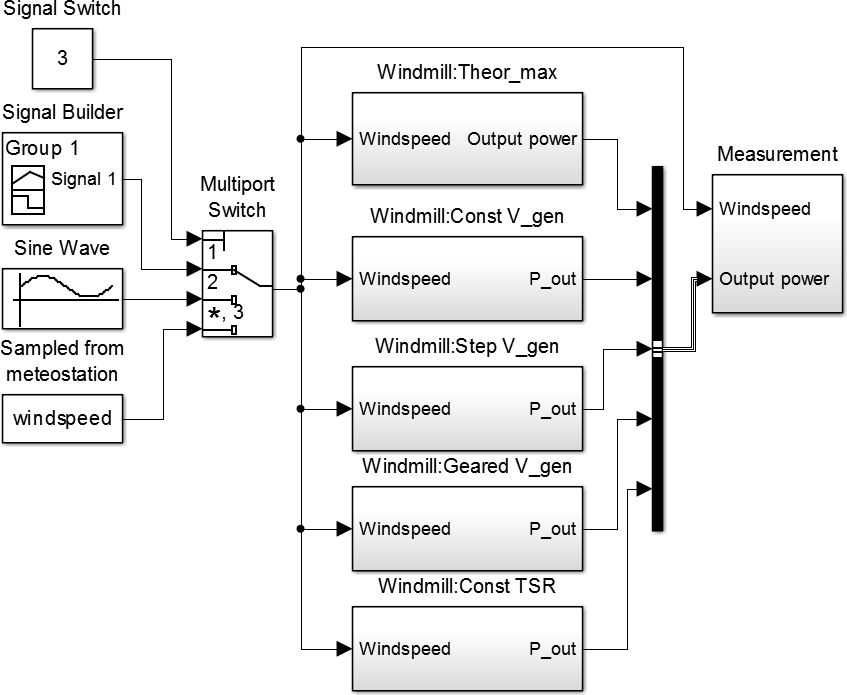 Signal Switch
3
Signal Builder
Group 1
Signal 1
Sine Wave
Sampled from
meteostation
windspeed
Multiport
Switch
1
2
*, 3
Windmill:Theor_max
Windspeed Output power
Windmill:Const V_gen
Windspeed P_out
Windmill:Step V_gen
Windspeed P_out
Windmill:Geared V_gen
Windspeed P_out
Windmill:Const TSR
Windspeed P_out
Measurement
Windspeed
Output power